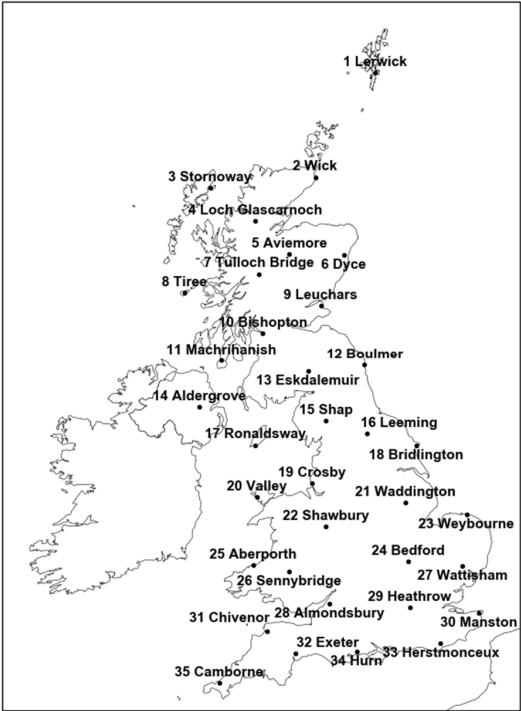 1 Lerwick
2 Wick
3 Stornoway
4 Loch Glascarnoch
5 Aviemore
6 Dyce
7 Tulloch Bridge
8 Tiree
9 Leuchars
10 Bishopton
11 Machrihanish
12 Boulmer
13 Eskdalemuir
14 Aldergrove
15 Shap
16 Leeming
17 Ronaldsway
18 Bridlington
19 Crosby
20 Valley
21 Waddington
22 Shawbury
23 Weybourne
24 Bedford
25 Aberporth
26 Sennybridge
27 Wattisham
28 Almondsbury
29 Heathrow
30 Manston
31 Chivenor
32 Exeter
33 Herstmonceux
34 Hurn
35 Camborne